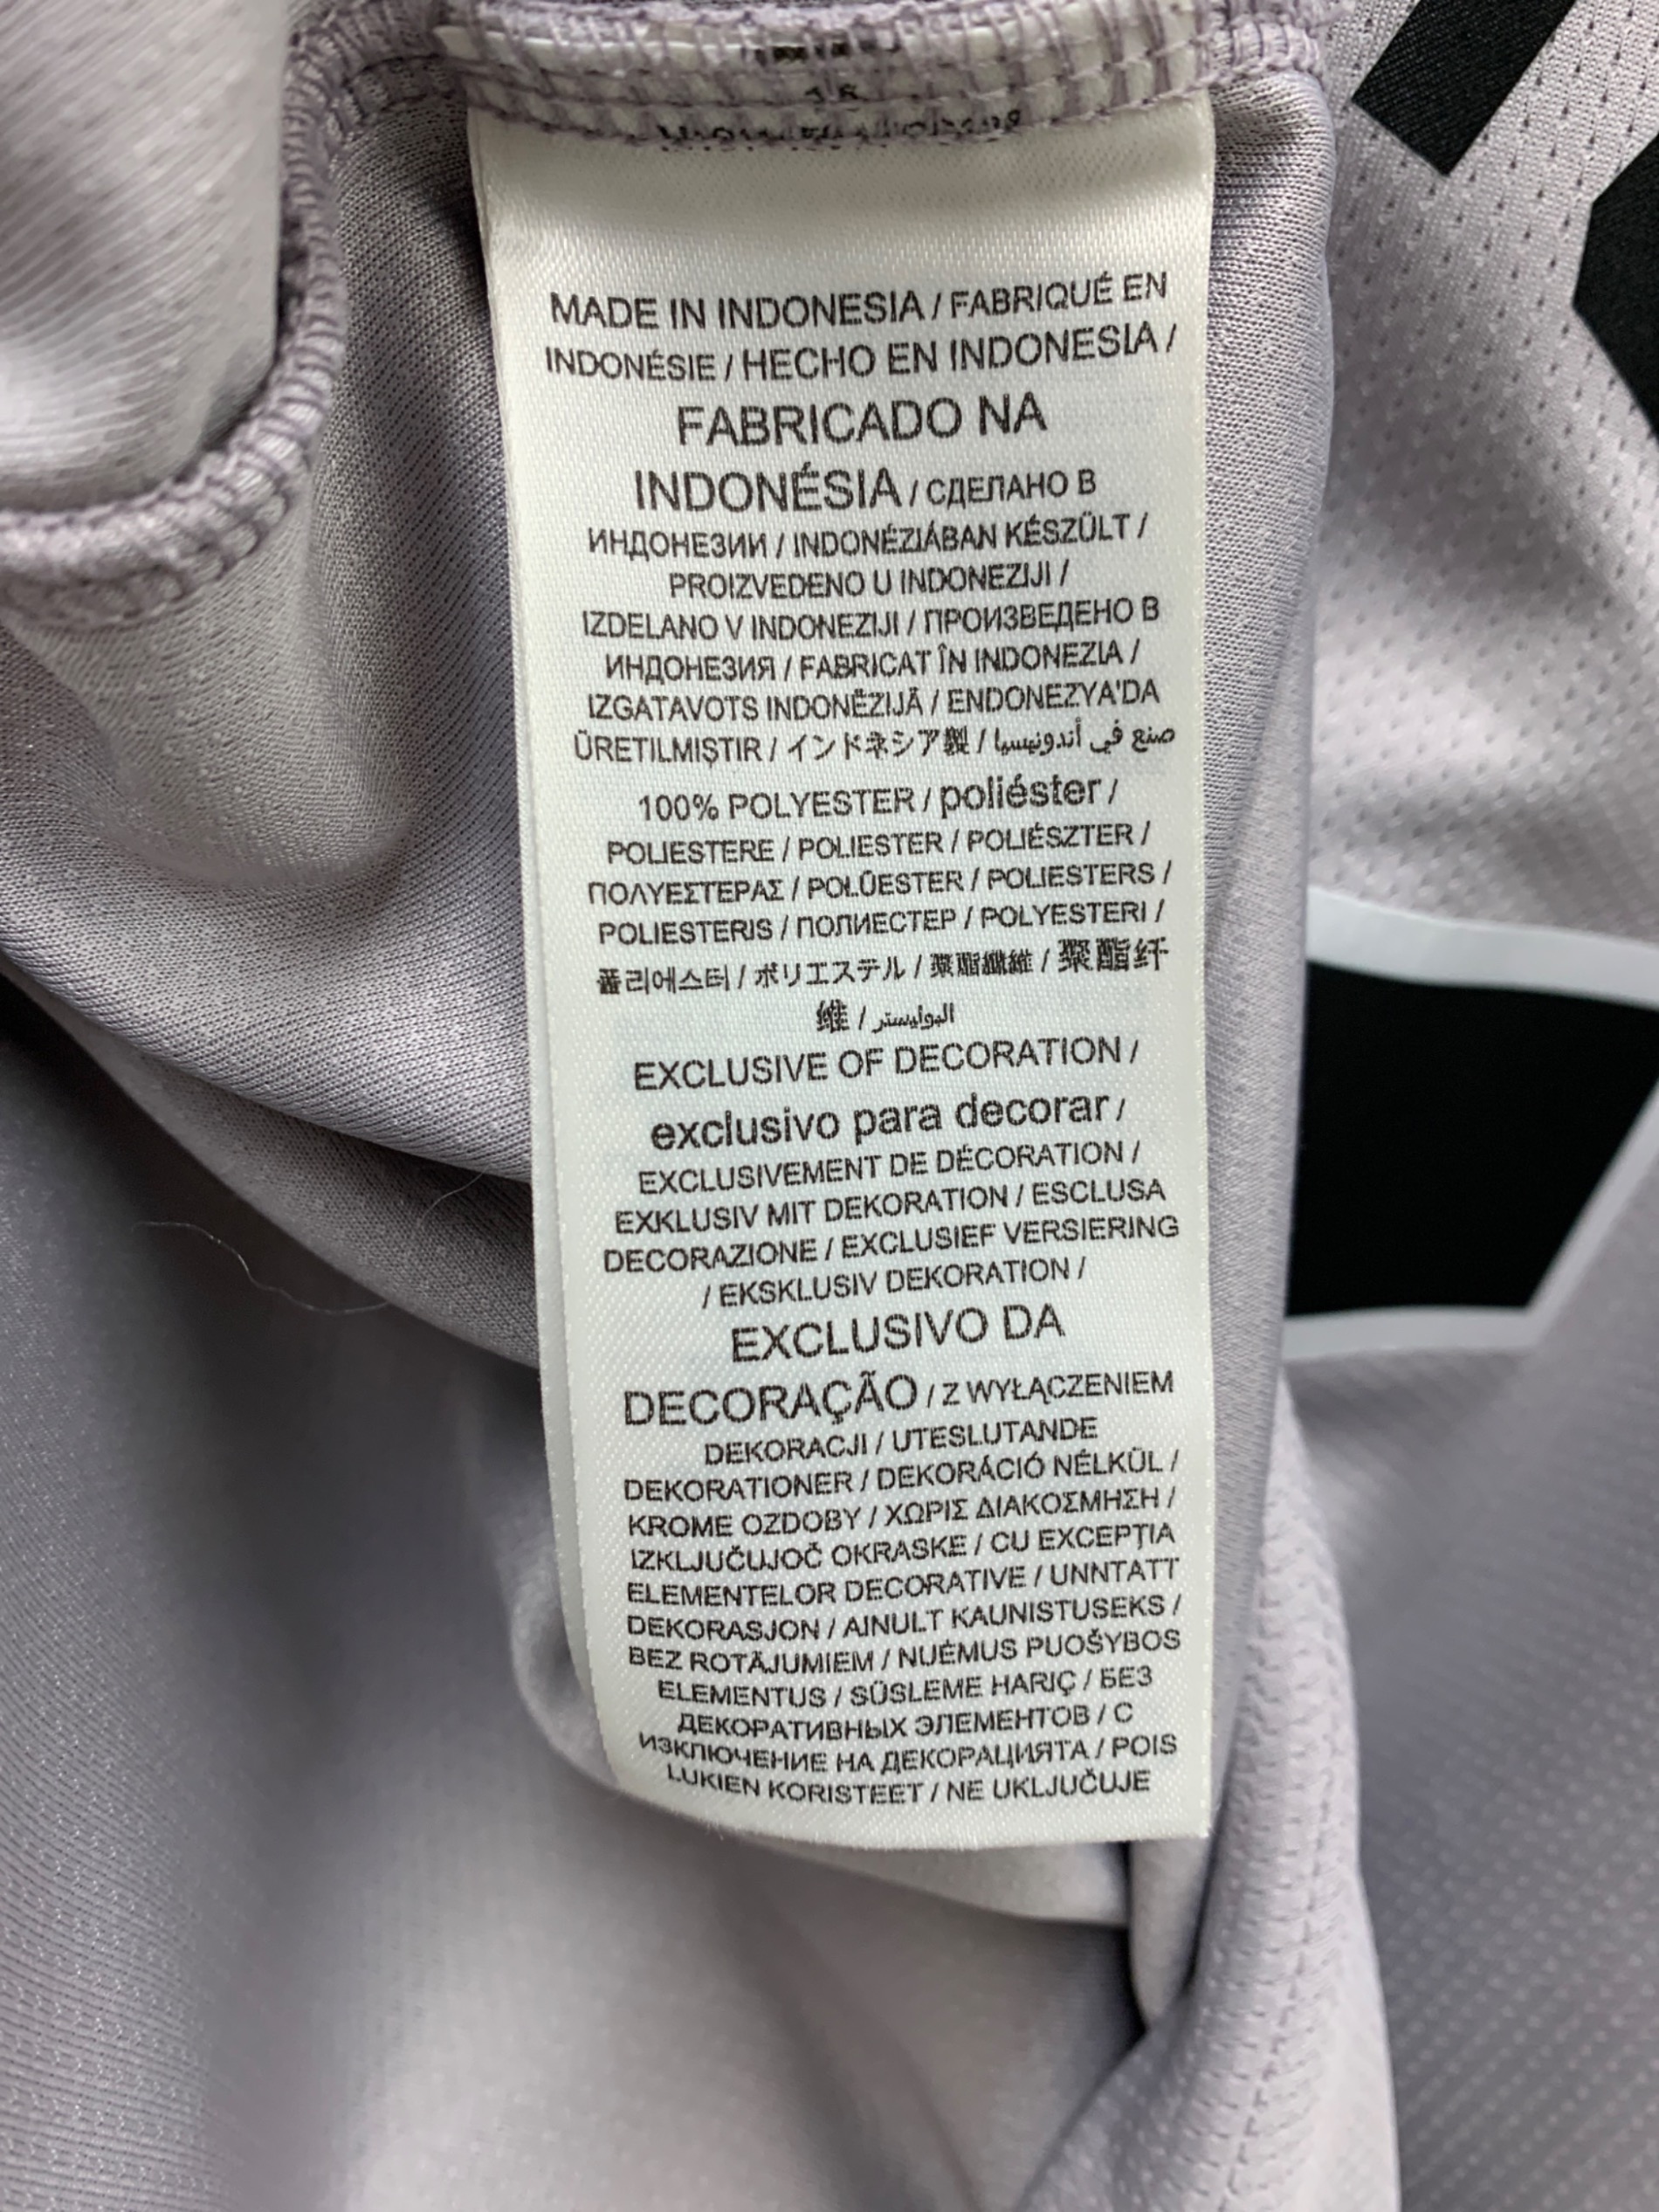 MADE IN INDONESIA / FABRIQUÉ EN
INDONÉSIE / HECHO EN INDONESIA /
FABRICADO NA
INDONÉSIA / СДЕЛАНО В
ИНДОНЕЗИИ / INDONÉZIÁBAN KÉSZÜLT /
PROIZVEDENO U INDONEZIJI /
IZDELANO V INDONEZIJI / ПРОИЗВЕДЕНО В
ИНДОНЕЗИЯ / FABRICAT ÎN INDONEZIA /
IZGATAVOTS INDONĒZIJĀ / ENDONEZYA'DA
ÜRETILMIŞTIR / インドネシア製 / صنع في أندونيسيا
100% POLYESTER / poliéster /
POLIESTERE / POLIESTER / POLIÉSZTER /
ΠΟΛΥΕΣΤΕΡΑΣ / POLÜESTER / POLIESTERS /
POLIESTERIS / ПОЛИЕСТЕР / POLYESTERI /
폴리에스터 / ポリエステル / 聚酯纖維 / 聚酯纤
维 / البوليستر
EXCLUSIVE OF DECORATION /
exclusivo para decorar /
EXCLUSIVEMENT DE DÉCORATION /
EXKLUSIV MIT DEKORATION / ESCLUSA
DECORAZIONE / EXCLUSIEF VERSIERING
/ EKSKLUSIV DEKORATION /
EXCLUSIVO DA
DECORAÇÃO / Z WYŁĄCZENIEM
DEKORACJI / UTESLUTANDE
DEKORATIONER / DEKORÁCIÓ NÉLKÜL /
KROME OZDOBY / ΧΩΡΙΣ ΔΙΑΚΟΣΜΗΣΗ /
IZKLJUČUJOČ OKRASKE / CU EXCEPȚIA
ELEMENTELOR DECORATIVE / UNNTATT
DEKORASJON / AINULT KAUNISTUSEKS /
BEZ ROTĀJUMIEM / NUĖMUS PUOŠYBOS
ELEMENTUS / SÜSLEME HARIÇ / БЕЗ
ДЕКОРАТИВНЫХ ЭЛЕМЕНТОВ / С
ИЗКЛЮЧЕНИЕ НА ДЕКОРАЦИЯТА / POIS
LUKIEN KORISTEET / NE UKLJUČUJE